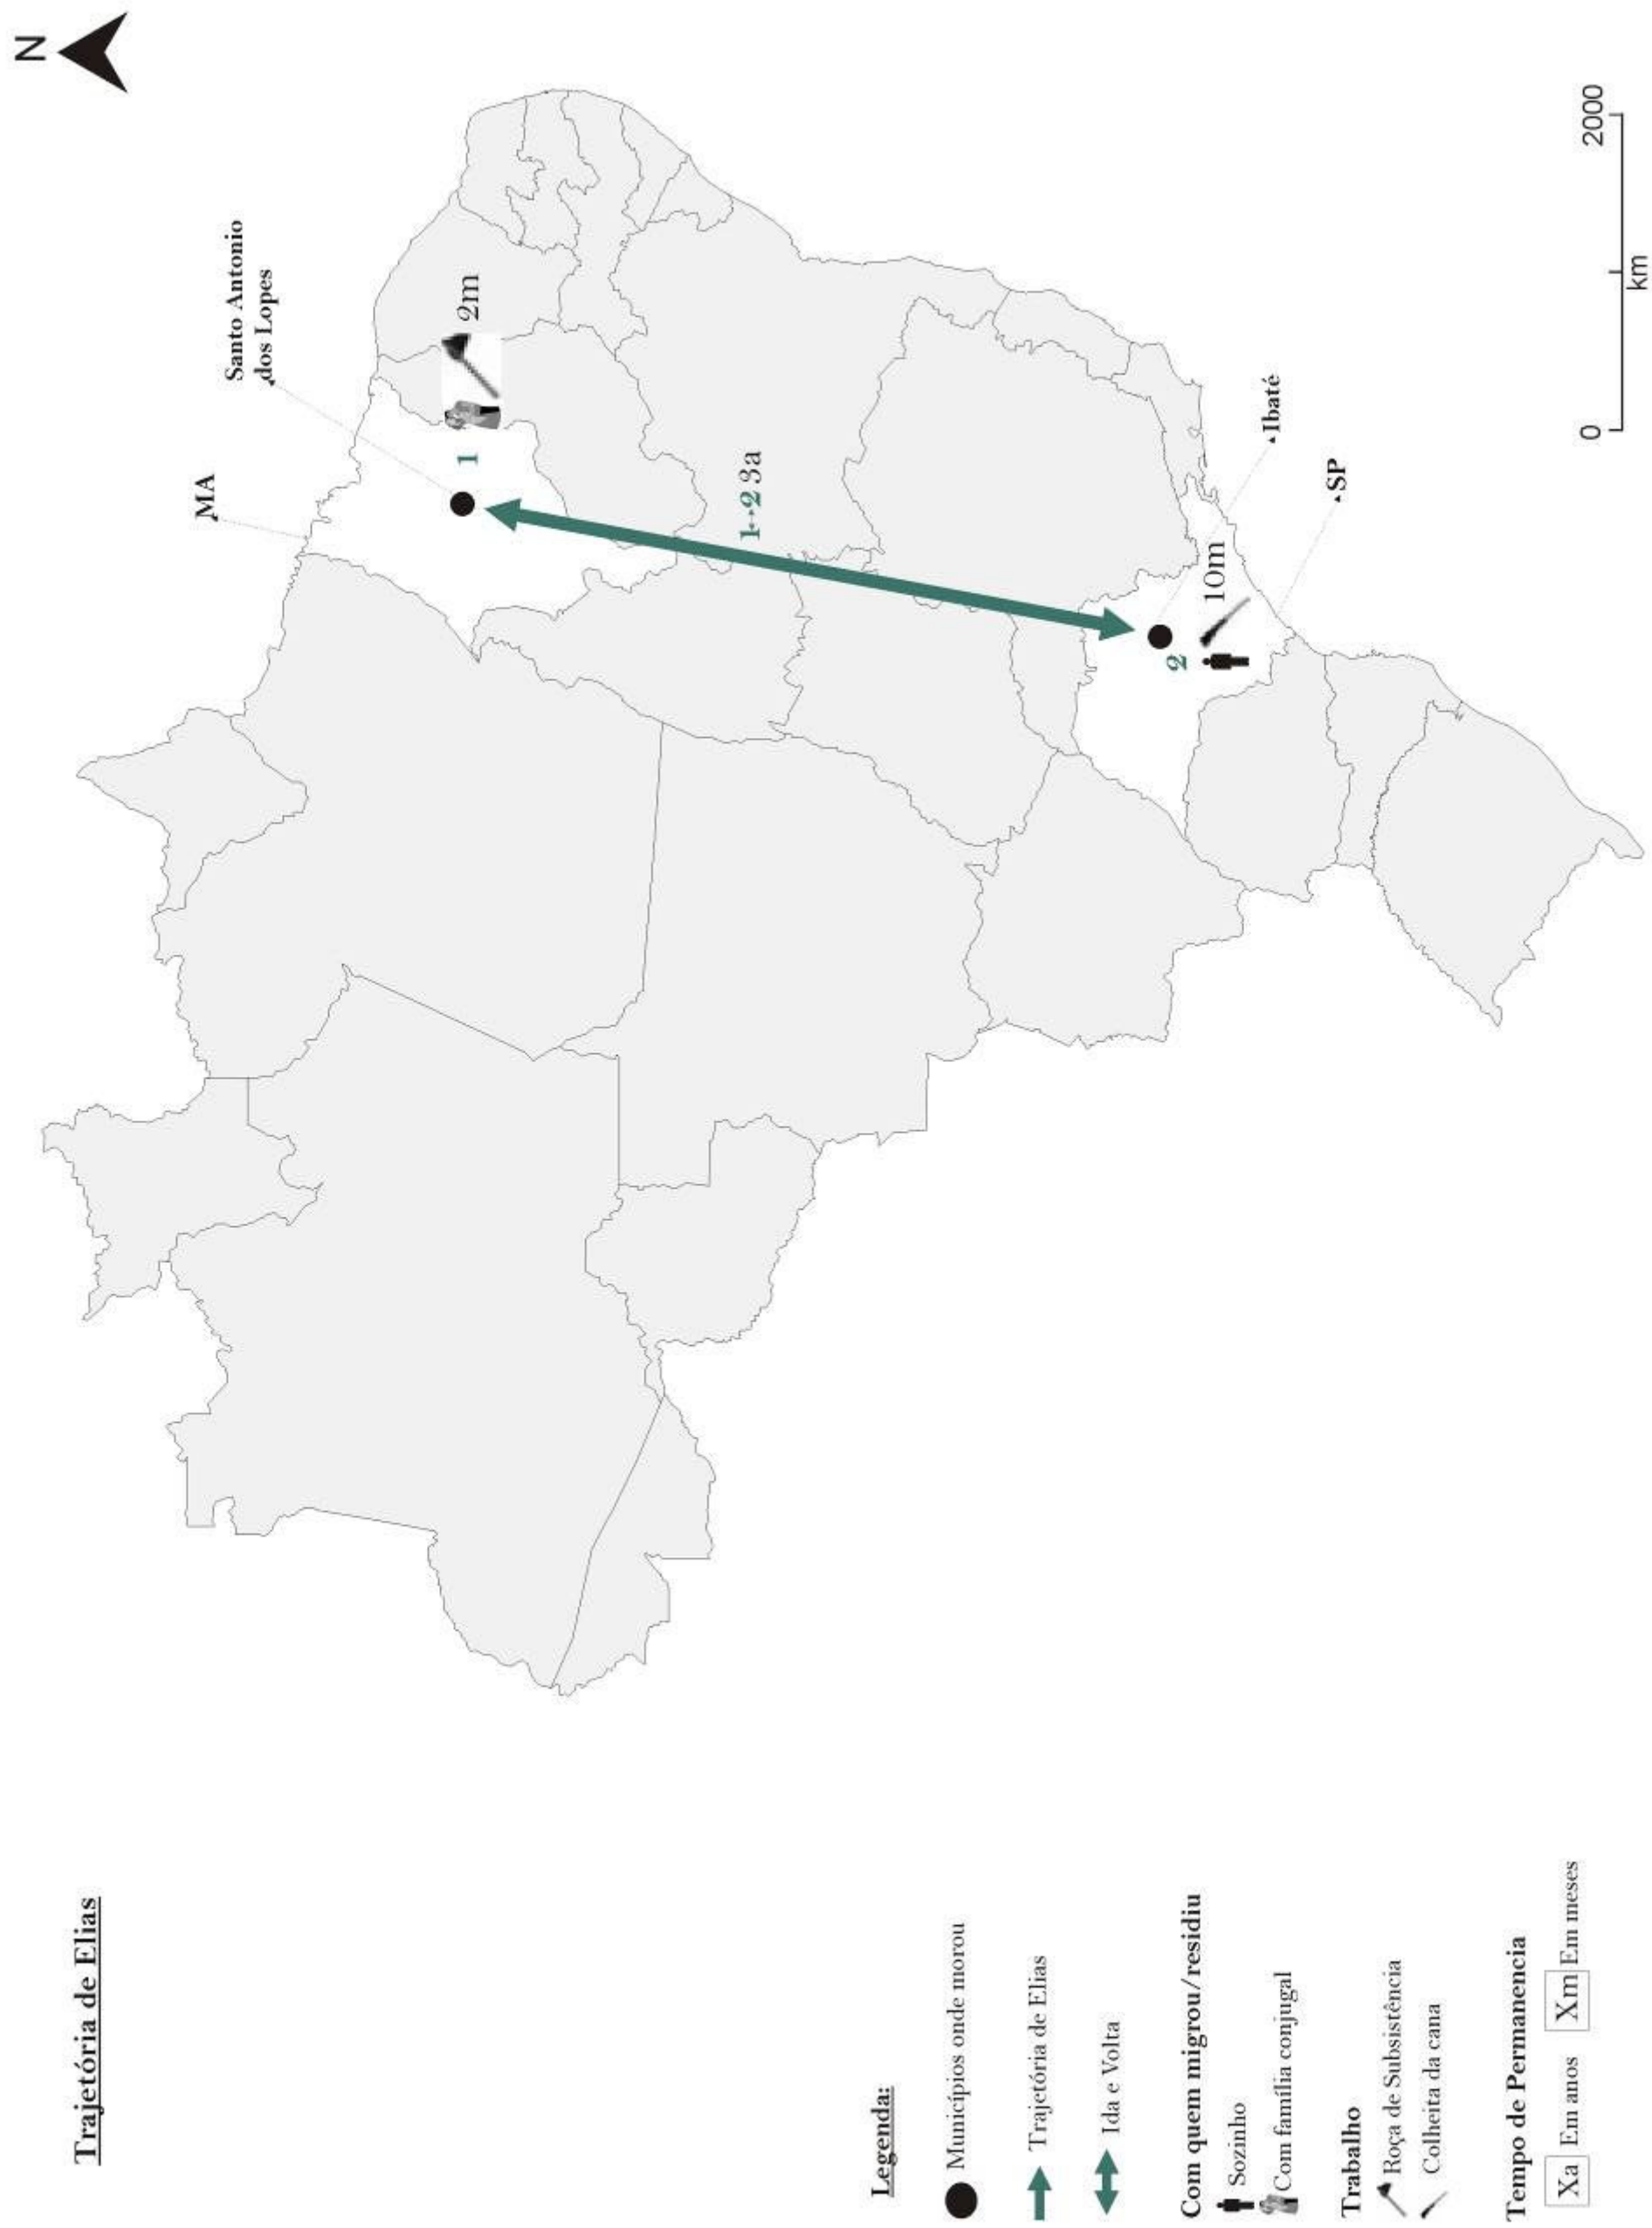 Trajetória de Elias
N
MA
Santo Antonio
dos Lopes
1
2m
1↔2 3a
2
10m
Ibaté
SP
0
2000
km
Legenda:
Municípios onde morou
Trajetória de Elias
Ida e Volta
Com quem migrou/residiu
Sozinho
Com família conjugal
Trabalho
Roça de Subsistência
Colheita da cana
Tempo de Permanencia
Xa Em anos Xm Em meses